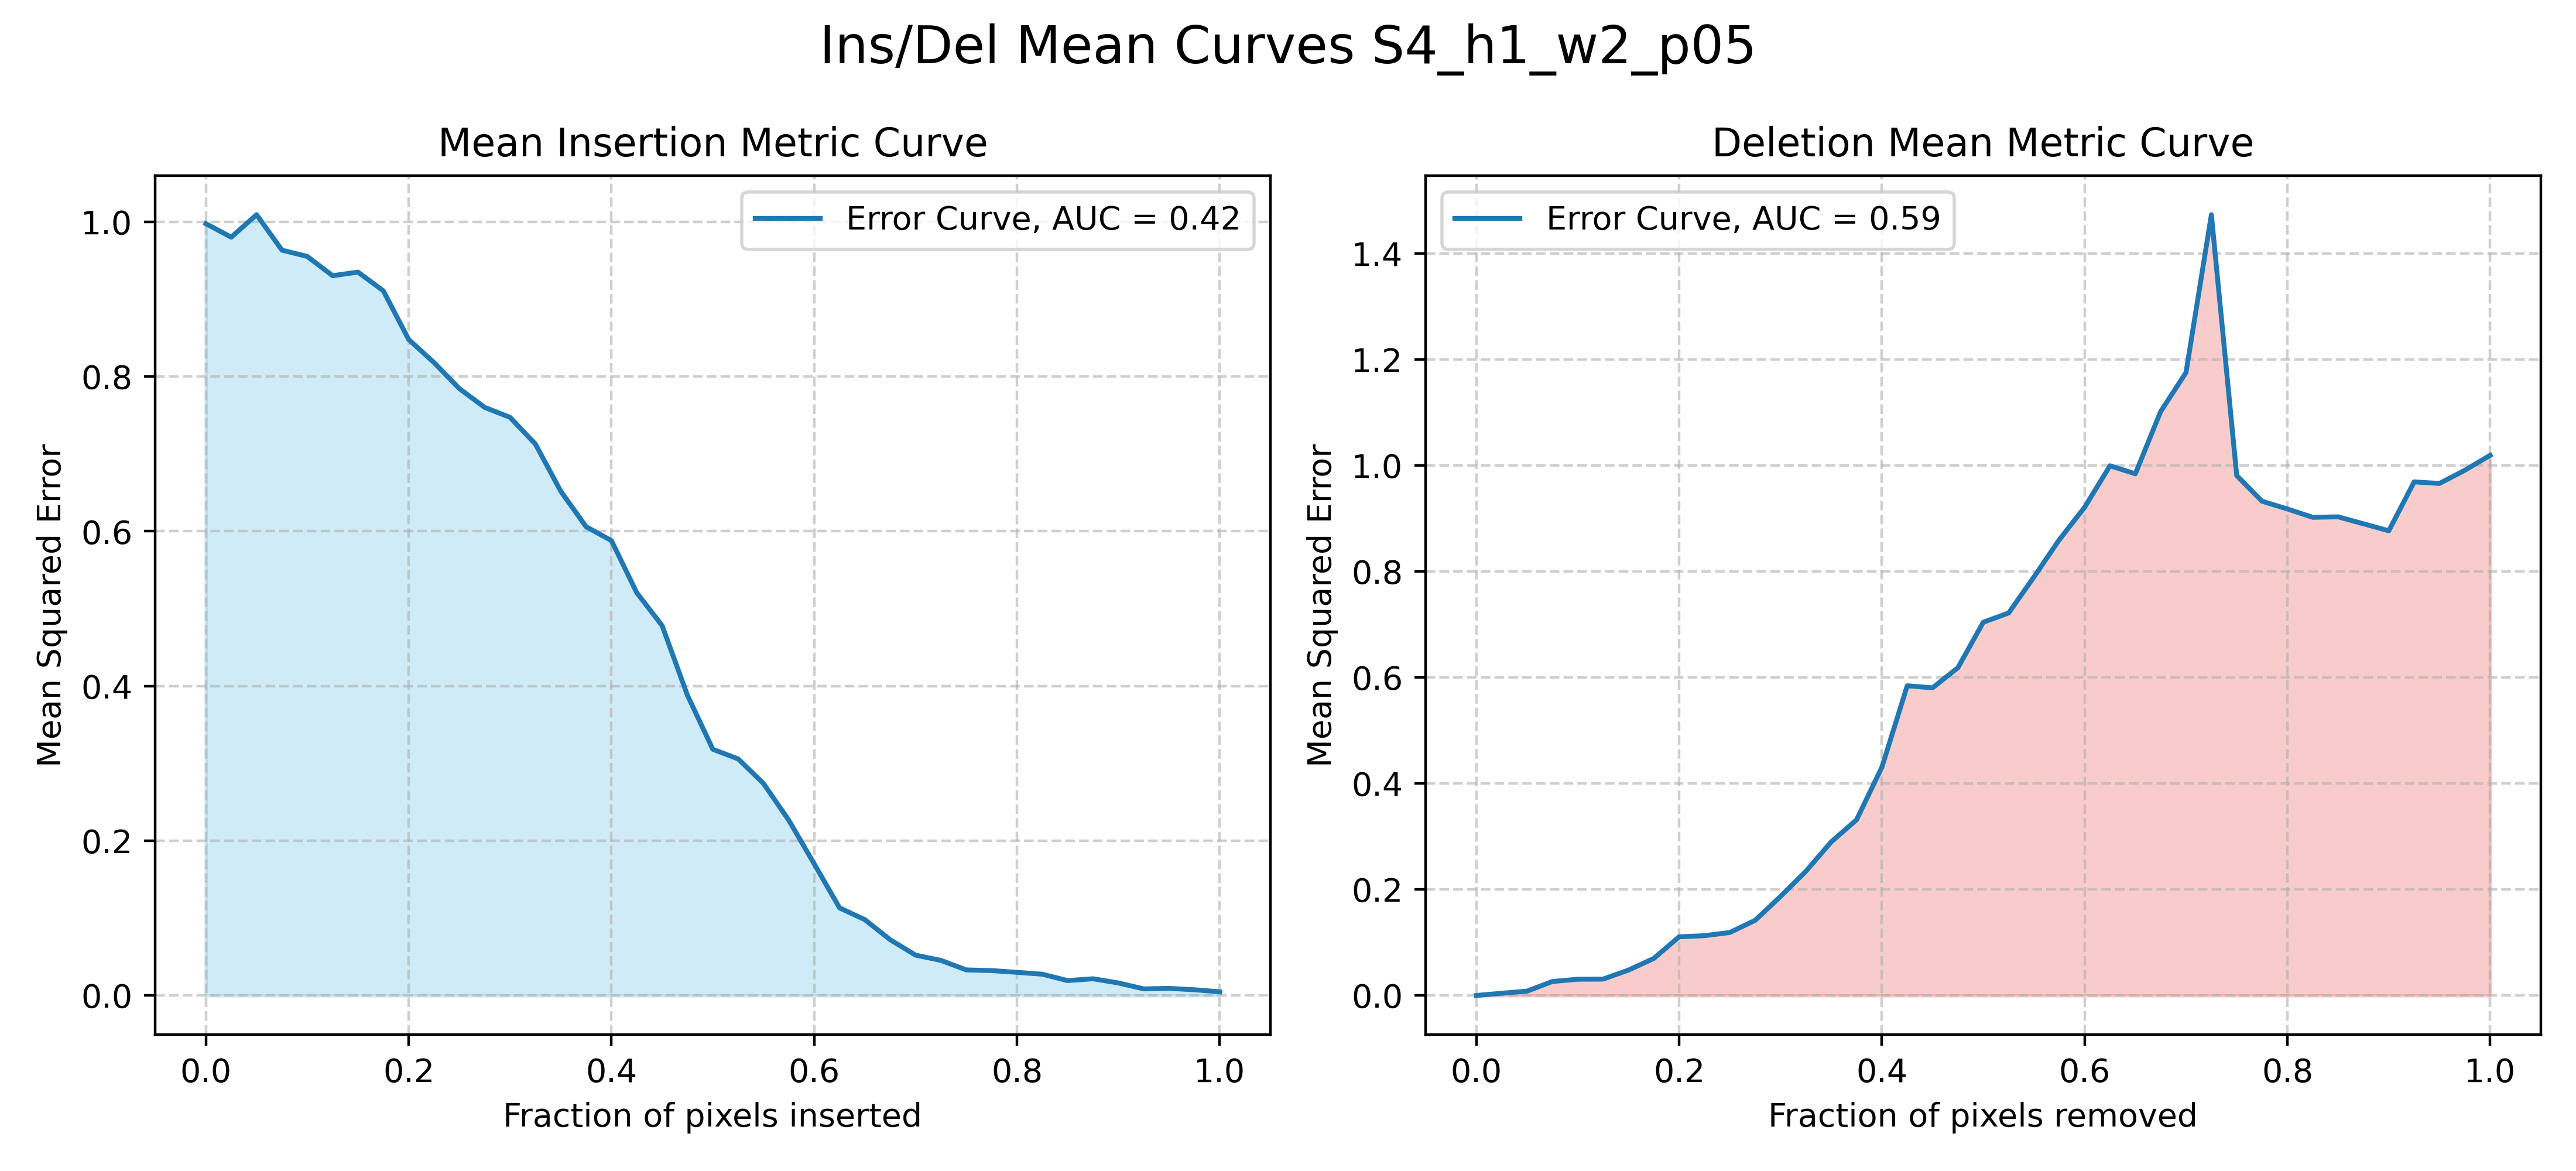 Ins/Del Mean Curves S4_h1_w2_p05
Mean Insertion Metric Curve
Error Curve, AUC = 0.42
Mean Squared Error
1.0
0.8
0.6
0.4
0.2
0.0
0.0 0.2 0.4 0.6 0.8 1.0
Fraction of pixels inserted
Deletion Mean Metric Curve
Error Curve, AUC = 0.59
Mean Squared Error
1.4
1.2
1.0
0.8
0.6
0.4
0.2
0.0
0.0 0.2 0.4 0.6 0.8 1.0
Fraction of pixels removed